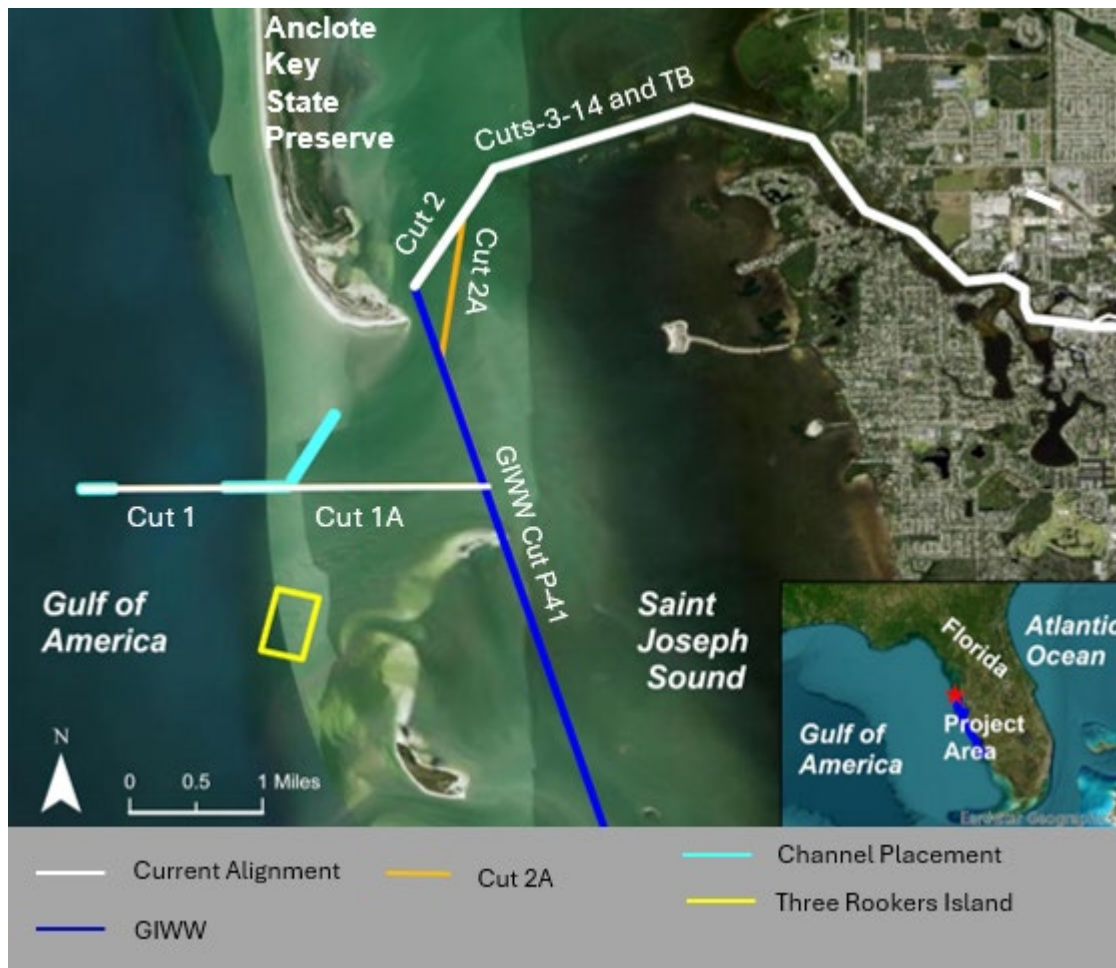 Anclote
Key
State
Preserve
Cuts-3-14 and TB
Cut 2
Cut 2A
GIWW Cut P-41
Cut 1
Cut 1A
Gulf of
America
Saint
Joseph
Sound
N
0 0.5 1 Miles
Florida
Atlantic
Ocean
Project
Area
Gulf of
America
Earthstar Geographics
Current Alignment
Cut 2A
Channel Placement
Three Rookers Island
GIWW